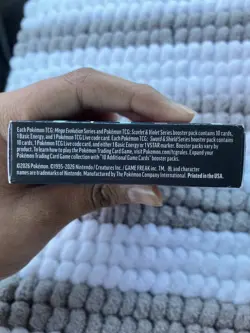 Each Pokémon TCG: Mega Evolution Series and Pokémon TCG: Scarlet & Violet Series booster pack contains 10 cards,
1 Basic Energy, and 1 Pokémon TCG Live code card. Each Pokémon TCG: Sword & Shield Series booster pack contains
10 cards, 1 Pokémon TCG Live code card, and either 1 Basic Energy or 1 VSTAR marker. Booster packs vary by
product. To learn how to play the Pokémon Trading Card Game, visit Pokemon.com/tcgrules. Expand your
Pokémon Trading Card Game collection with "10 Additional Game Cards" booster packs.
©2026 Pokémon. ©1995–2026 Nintendo / Creatures Inc. / GAME FREAK inc. TM, ® and character
names are trademarks of Nintendo. Manufactured by The Pokémon Company International. Printed in the USA.